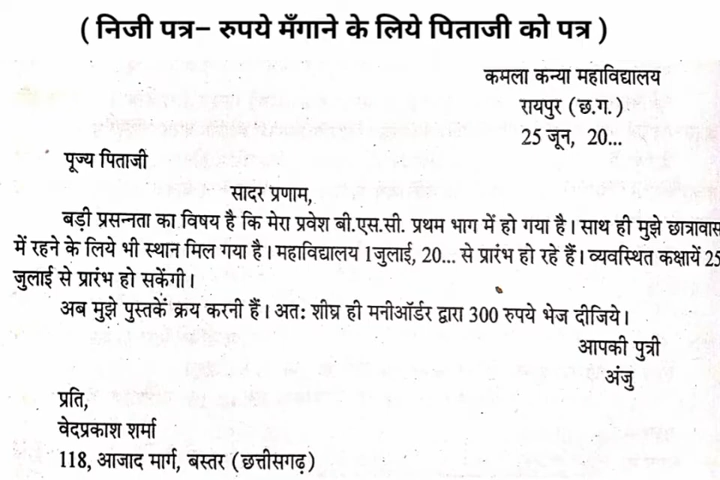 ( निजी पत्र– रुपये मँगाने के लिये पिताजी को पत्र )
कमला कन्या महाविद्यालय
रायपुर (छ.ग.)
25 जून, 20...
पूज्य पिताजी
सादर प्रणाम,
बड़ी प्रसन्नता का विषय है कि मेरा प्रवेश बी.एस.सी. प्रथम भाग में हो गया है। साथ ही मुझे छात्रावास
में रहने के लिये भी स्थान मिल गया है। महाविद्यालय 1जुलाई, 20... से प्रारंभ हो रहे हैं। व्यवस्थित कक्षायें 25
जुलाई से प्रारंभ हो सकेंगी।
अब मुझे पुस्तकें क्रय करनी हैं। अत: शीघ्र ही मनीऑर्डर द्वारा 300 रुपये भेज दीजिये।
आपकी पुत्री
अंजु
प्रति,
वेदप्रकाश शर्मा
118, आजाद मार्ग, बस्तर (छत्तीसगढ़)